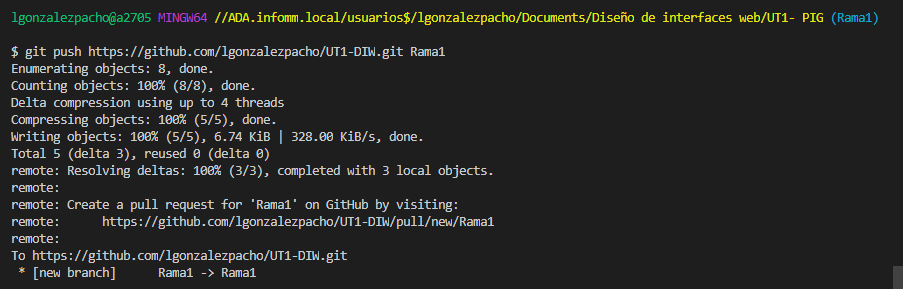 lgonzalezpacho@a2705 MINGW64 //ADA.infomm.local/usuarios$/lgonzalezpacho/Documents/Diseño de interfaces web/UT1- PIG (Rama1)
$ git push https://github.com/lgonzalezpacho/UT1-DIW.git Rama1
Enumerating objects: 8, done.
Counting objects: 100% (8/8), done.
Delta compression using up to 4 threads
Compressing objects: 100% (5/5), done.
Writing objects: 100% (5/5), 6.74 KiB | 328.00 KiB/s, done.
Total 5 (delta 3), reused 0 (delta 0)
remote: Resolving deltas: 100% (3/3), completed with 3 local objects.
remote:
remote: Create a pull request for 'Rama1' on GitHub by visiting:
remote:      https://github.com/lgonzalezpacho/UT1-DIW/pull/new/Rama1
remote:
To https://github.com/lgonzalezpacho/UT1-DIW.git
 * [new branch]      Rama1 -> Rama1